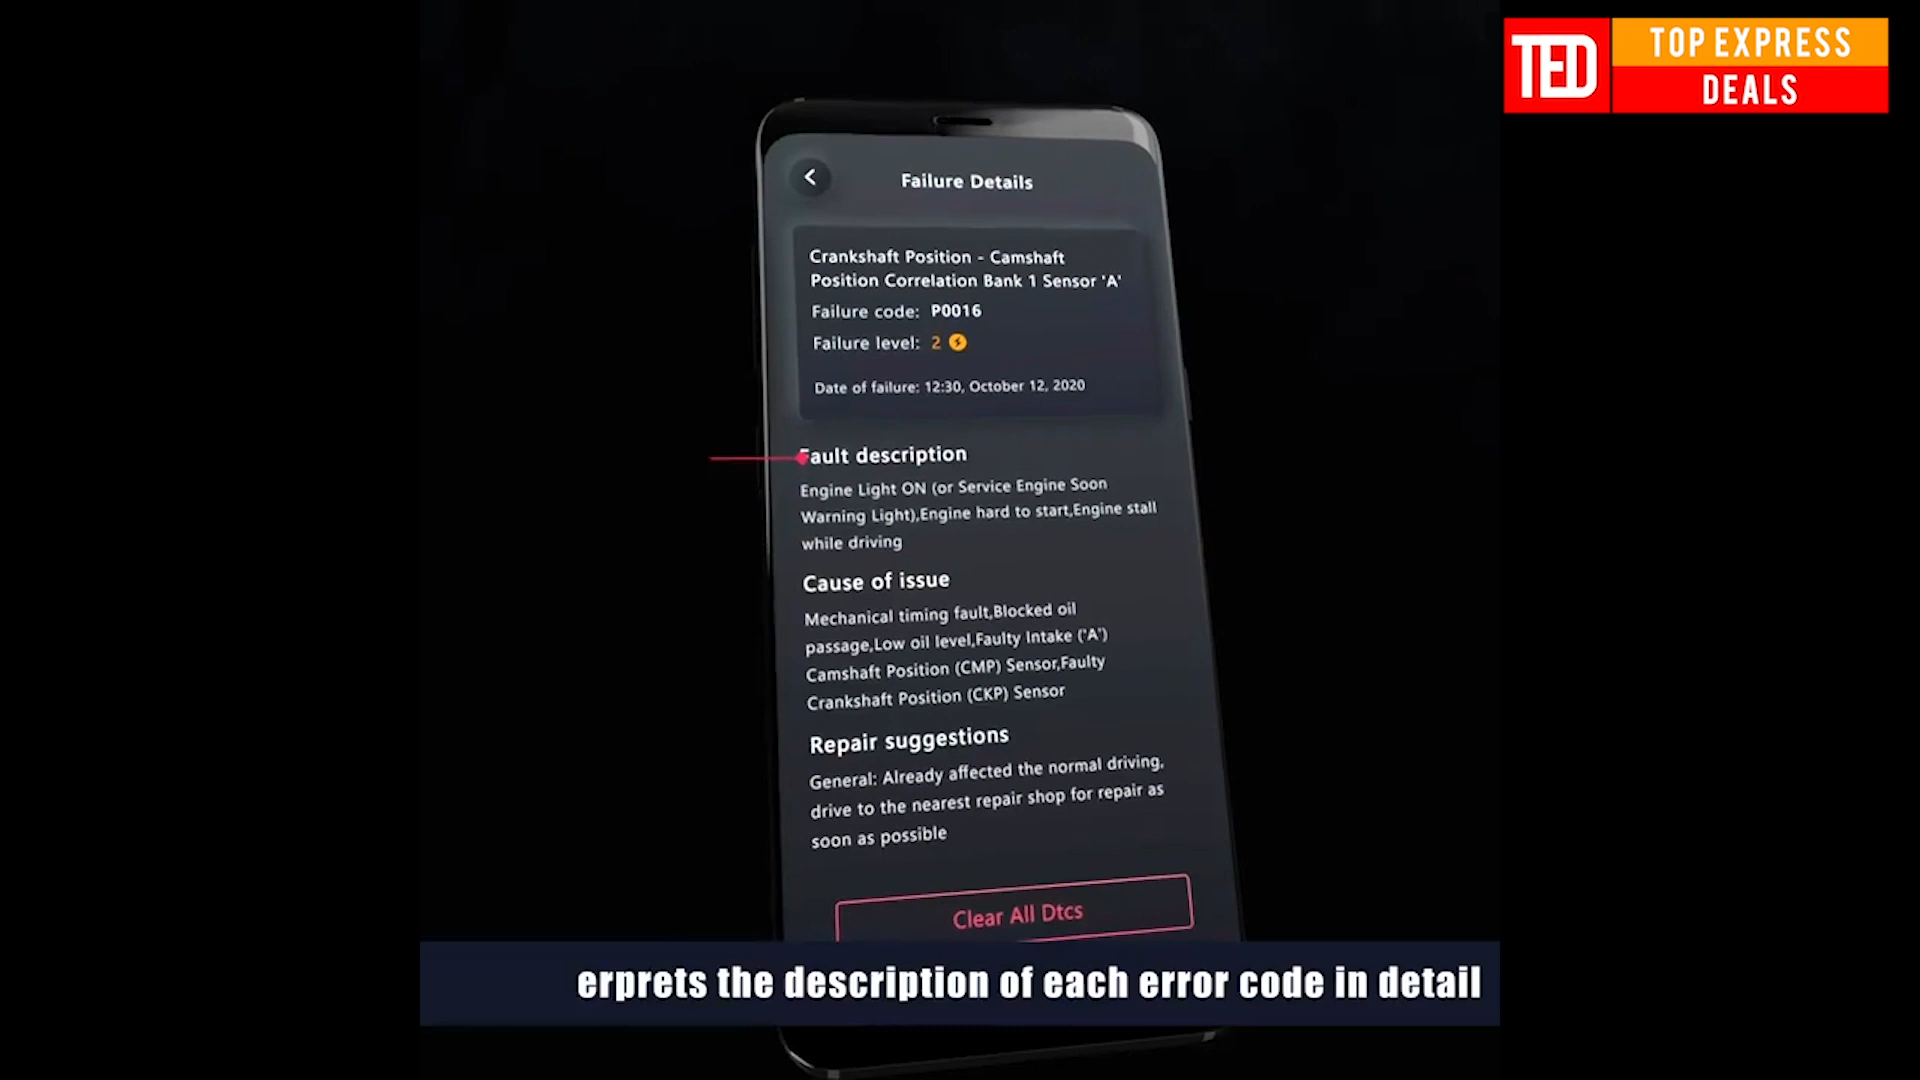 TED
TOP EXPRESS
DEALS
Failure Details
Crankshaft Position - Camshaft
Position Correlation Bank 1 Sensor 'A'
Failure code: P0016
Failure level: 2
Date of failure: 12:30, October 12, 2020
Fault description
Engine Light ON (or Service Engine Soon
Warning Light),Engine hard to start,Engine stall
while driving
Cause of issue
Mechanical timing fault,Blocked oil
passage,Low oil level,Faulty Intake ('A')
Camshaft Position (CMP) Sensor,Faulty
Crankshaft Position (CKP) Sensor
Repair suggestions
General: Already affected the normal driving,
drive to the nearest repair shop for repair as
soon as possible
Clear All Dtcs
erprets the description of each error code in detail